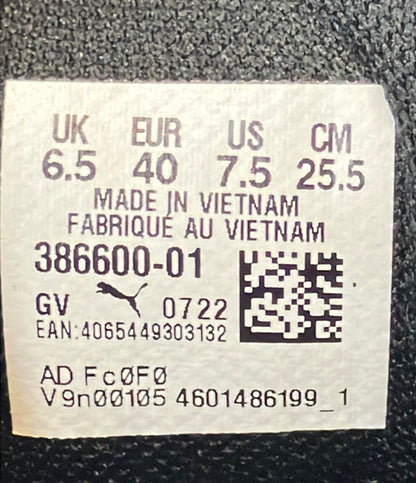 UK EUR US CM
6.5 40 7.5 25.5
MADE IN VIETNAM
FABRIQUÉ AU VIETNAM
386600-01
GV 0722
EAN:4065449303132
AD Fc0F0
V9n00105 4601486199_1